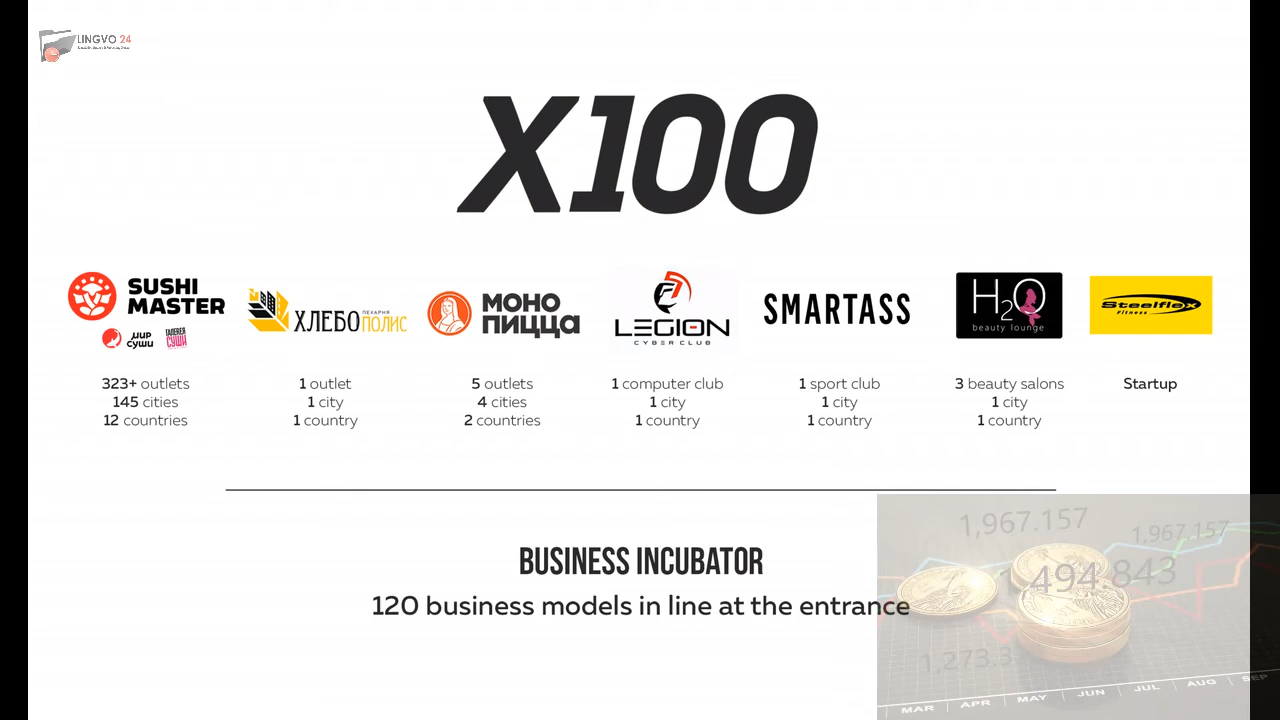 LINGVO 24
X100
SUSHI
MASTER
мир
суши
ГАЛЕРЕЯ
СУШИ
ПЕКАРНЯ
ХЛЕБОПОЛИС
МОНО
ПИЦЦА
LEGION
CYBER CLUB
SMARTASS
H2O
beauty lounge
Steelflex
Fitness
323+ outlets
145 cities
12 countries
1 outlet
1 city
1 country
5 outlets
4 cities
2 countries
1 computer club
1 city
1 country
1 sport club
1 city
1 country
3 beauty salons
1 city
1 country
Startup
BUSINESS INCUBATOR
120 business models in line at the entrance
1,967.157
1,967.157
494.843
1,273.3
MAR | APR | MAY | JUN | JUL | AUG | SEP